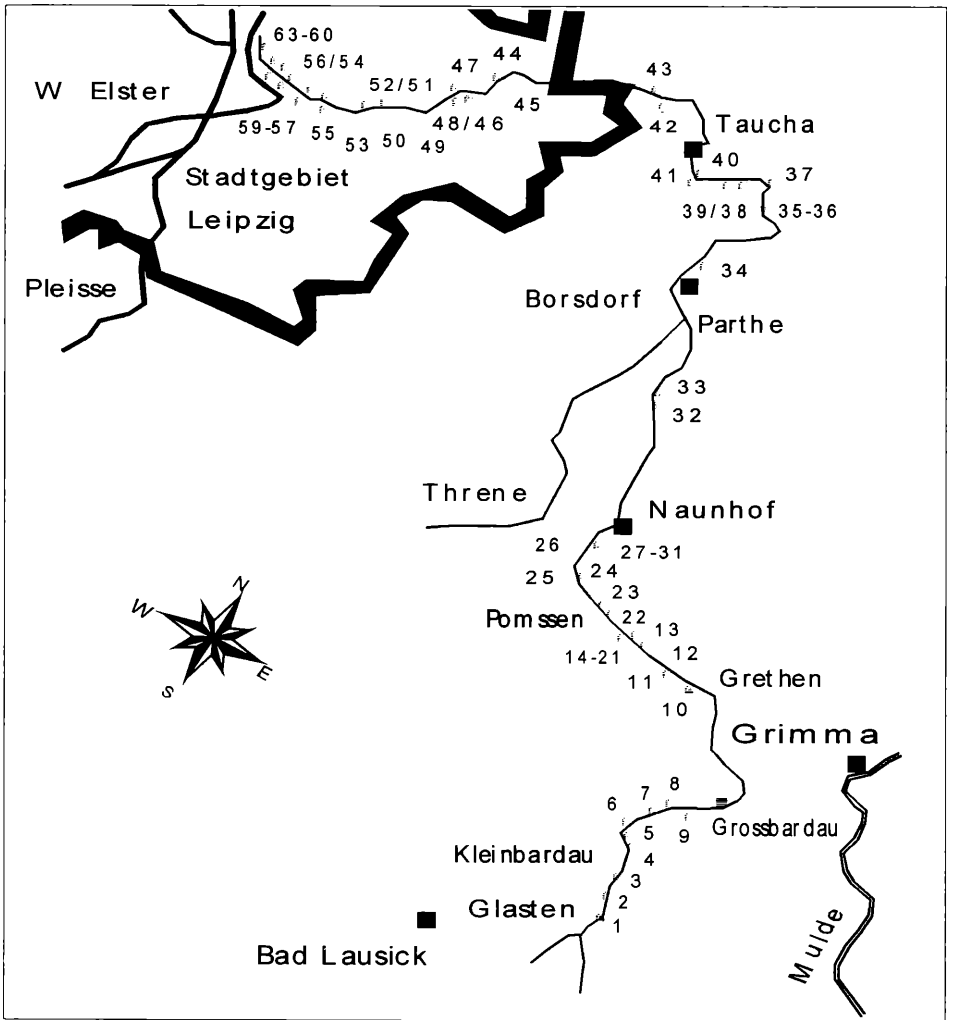 63-60
44
56/54
47
43
W Elster
52/51
45
42
Taucha
59-57
55
53
50
49
48/46
40
41
37
Stadtgebiet
Leipzig
39/38
35-36
34
Pleisse
Borsdorf
Parthe
33
32
Threne
Naunhof
26
27-31
25
24
23
Pomssen
22
13
14-21
12
11
Grethen
10
N
W
E
S
Grimma
8
7
6
5
9
Grossbardau
Kleinbardau
4
3
2
Glasten
1
Mulde
Bad Lausick